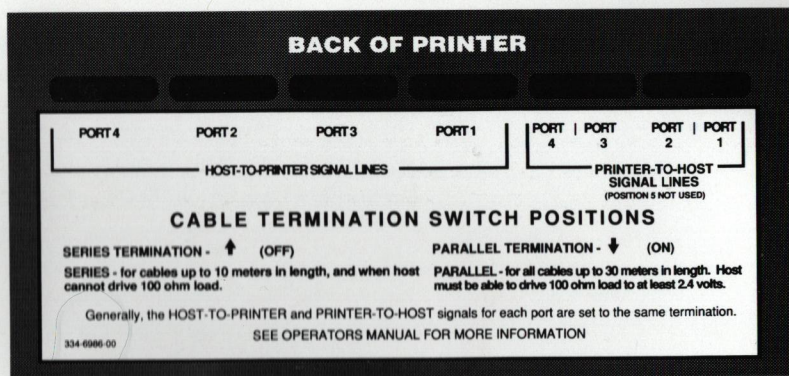 BACK OF PRINTER
PORT 4 PORT 2 PORT 3 PORT 1 PORT | PORT PORT | PORT
4 3 2 1
HOST-TO-PRINTER SIGNAL LINES PRINTER-TO-HOST
SIGNAL LINES
(POSITION 5 NOT USED)
CABLE TERMINATION SWITCH POSITIONS
SERIES TERMINATION - ↑ (OFF) PARALLEL TERMINATION - ↓ (ON)
SERIES - for cables up to 10 meters in length, and when host
cannot drive 100 ohm load.
PARALLEL - for all cables up to 30 meters in length. Host
must be able to drive 100 ohm load to at least 2.4 volts.
Generally, the HOST-TO-PRINTER and PRINTER-TO-HOST signals for each port are set to the same termination.
SEE OPERATORS MANUAL FOR MORE INFORMATION
334-6986-00